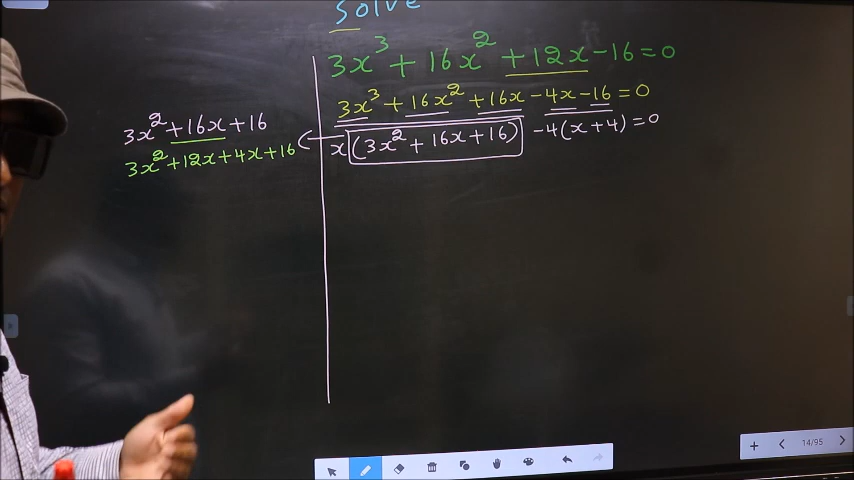 Solve
3x³ + 16x² + 12x - 16 = 0
3x³ + 16x² + 16x - 4x - 16 = 0
x (3x² + 16x + 16) - 4(x + 4) = 0
3x² + 16x + 16
3x² + 12x + 4x + 16
14/95